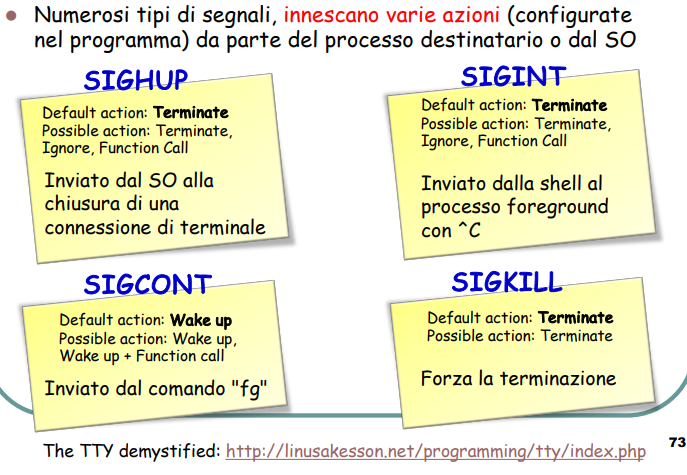 Numerosi tipi di segnali, innescano varie azioni (configurate
nel programma) da parte del processo destinatario o dal SO
SIGHUP
Default action: Terminate
Possible action: Terminate,
Ignore, Function Call
Inviato dal SO alla
chiusura di una
connessione di terminale
SIGINT
Default action: Terminate
Possible action: Terminate,
Ignore, Function Call
Inviato dalla shell al
processo foreground
con ^C
SIGCONT
Default action: Wake up
Possible action: Wake up,
Wake up + Function call
Inviato dal comando "fg"
SIGKILL
Default action: Terminate
Possible action: Terminate
Forza la terminazione
The TTY demystified: http://linusakesson.net/programming/tty/index.php
73